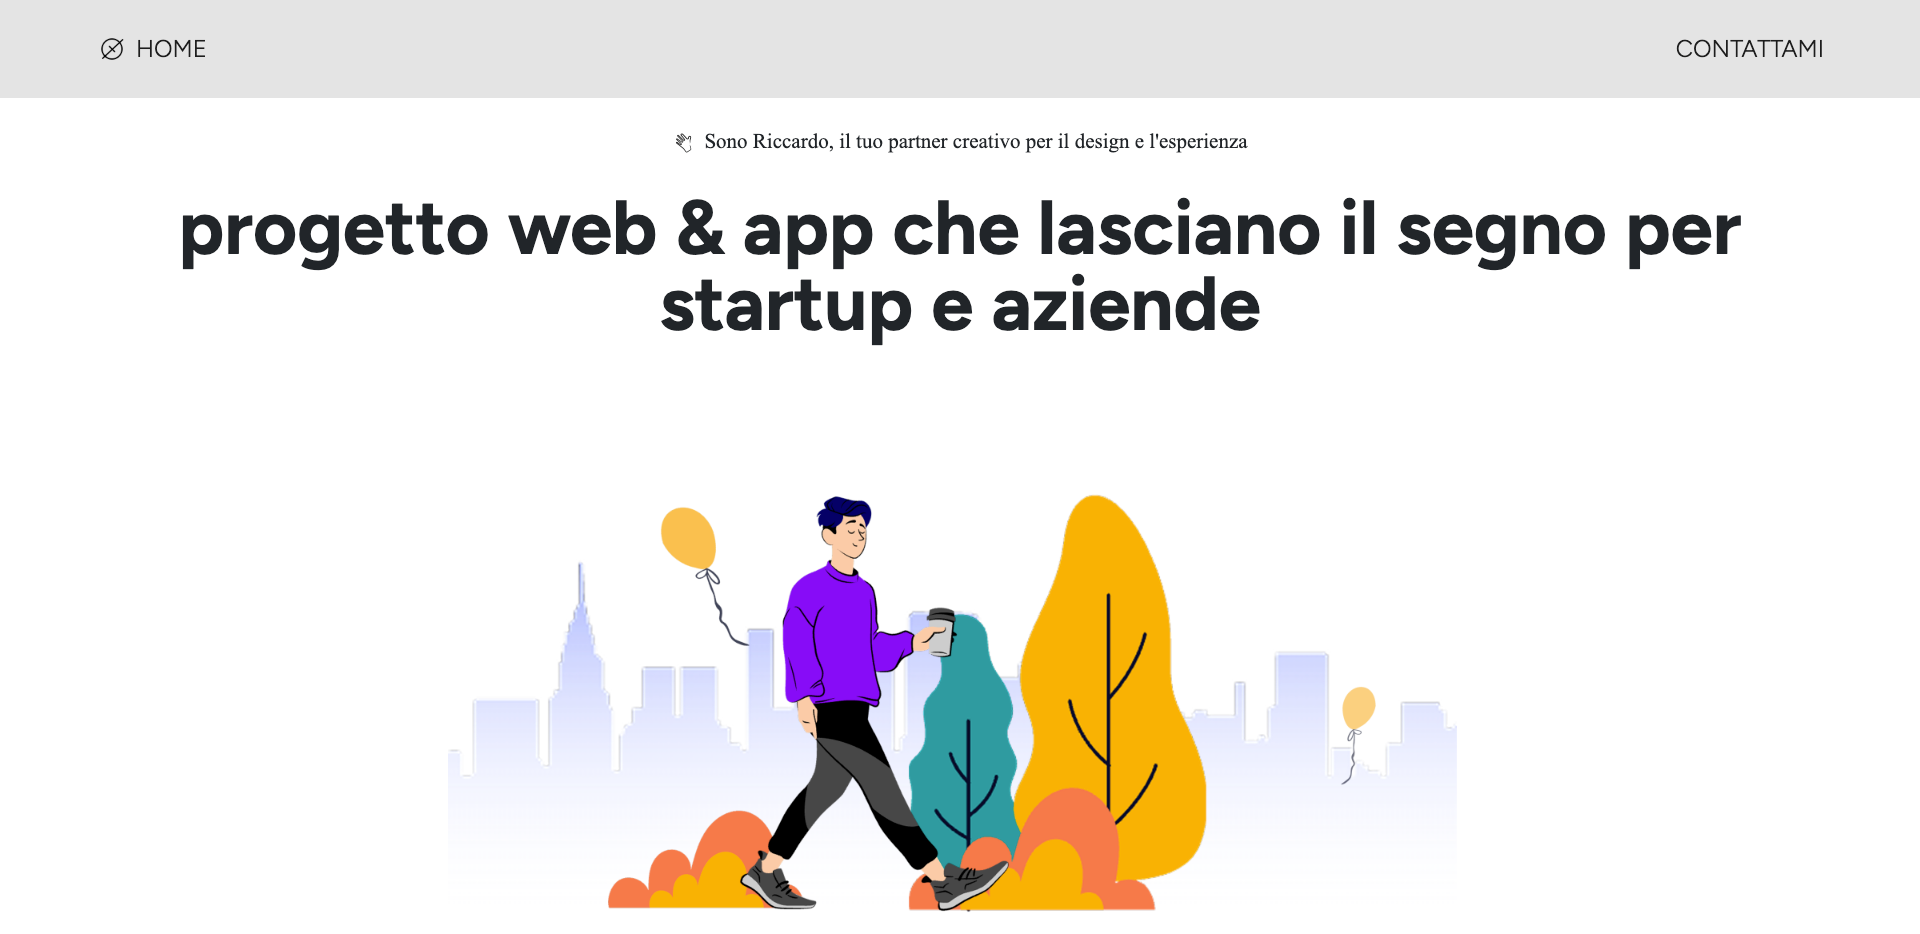 HOME
CONTATTAMI
Sono Riccardo, il tuo partner creativo per il design e l'esperienza
progetto web & app che lasciano il segno per
startup e aziende